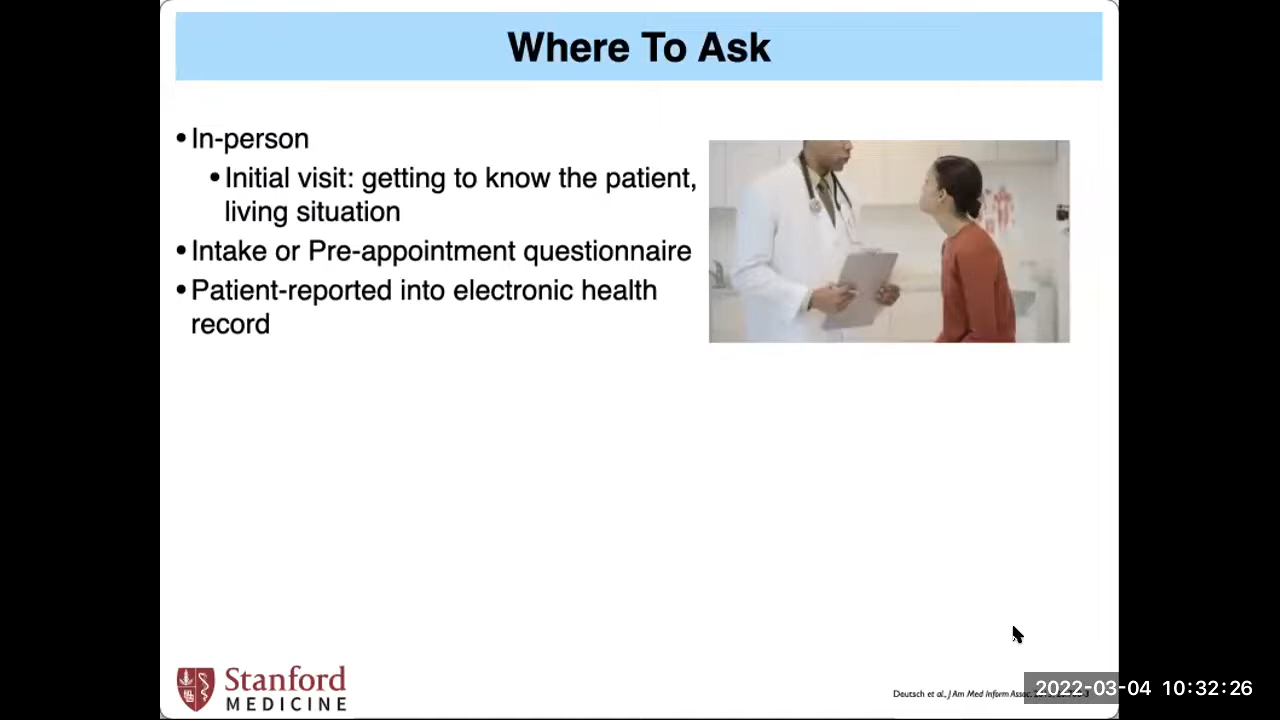 Where To Ask
• In-person
• Initial visit: getting to know the patient,
living situation
• Intake or Pre-appointment questionnaire
• Patient-reported into electronic health
record
Stanford
MEDICINE
Deutsch et al., J Am Med Inform Assoc.
2022-03-04 10:32:26